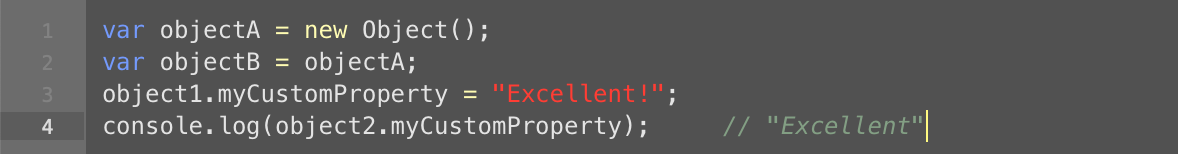 1 var objectA = new Object();
2 var objectB = objectA;
3 object1.myCustomProperty = "Excellent!";
4 console.log(object2.myCustomProperty);     // "Excellent"